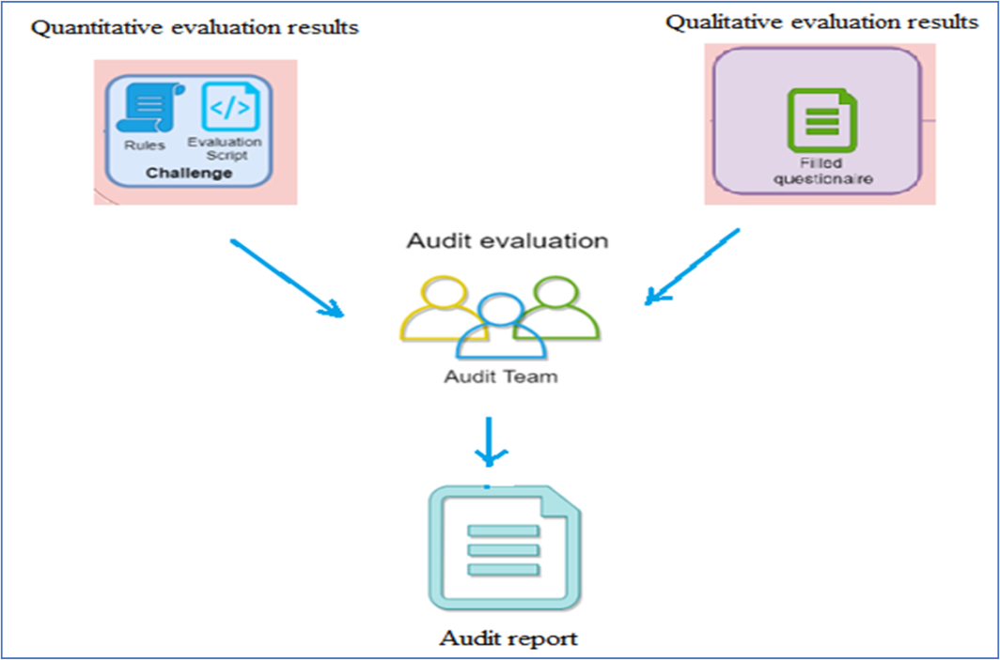 Quantitative evaluation results
Qualitative evaluation results
</>
Rules
Evaluation
Script
Challenge
Filled
questionaire
Audit evaluation
Audit Team
Audit report